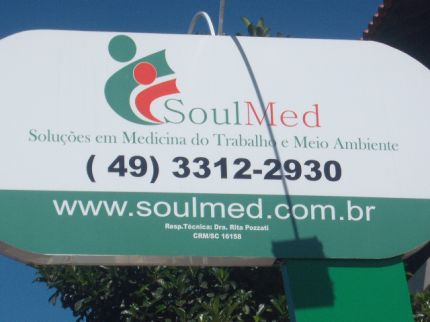 SoulMed
Soluções em Medicina do Trabalho e Meio Ambiente
( 49) 3312-2930
www.soulmed.com.br
Resp.Técnica: Dra. Rita Pozzati
CRM/SC 16158